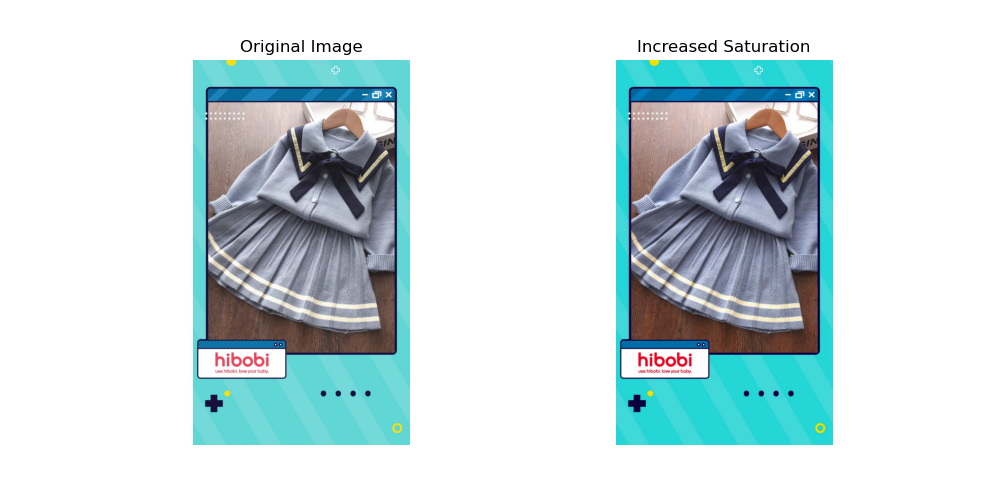 Original Image
Increased Saturation
hibobi
use hibobi, love your baby.
hibobi
use hibobi, love your baby.